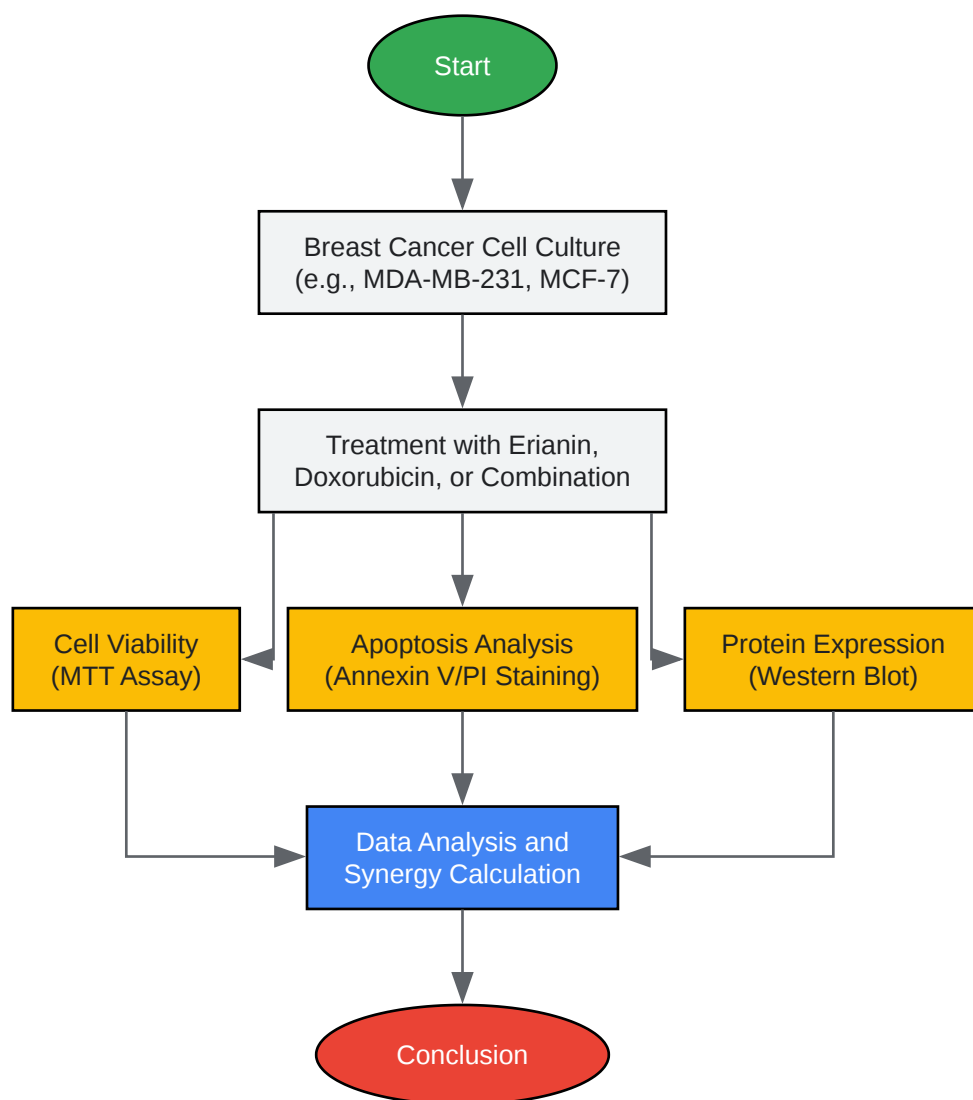 Start
Breast Cancer Cell Culture
(e.g., MDA-MB-231, MCF-7)
Treatment with Erianin,
Doxorubicin, or Combination
Cell Viability
(MTT Assay)
Apoptosis Analysis
(Annexin V/PI Staining)
Protein Expression
(Western Blot)
Data Analysis and
Synergy Calculation
Conclusion